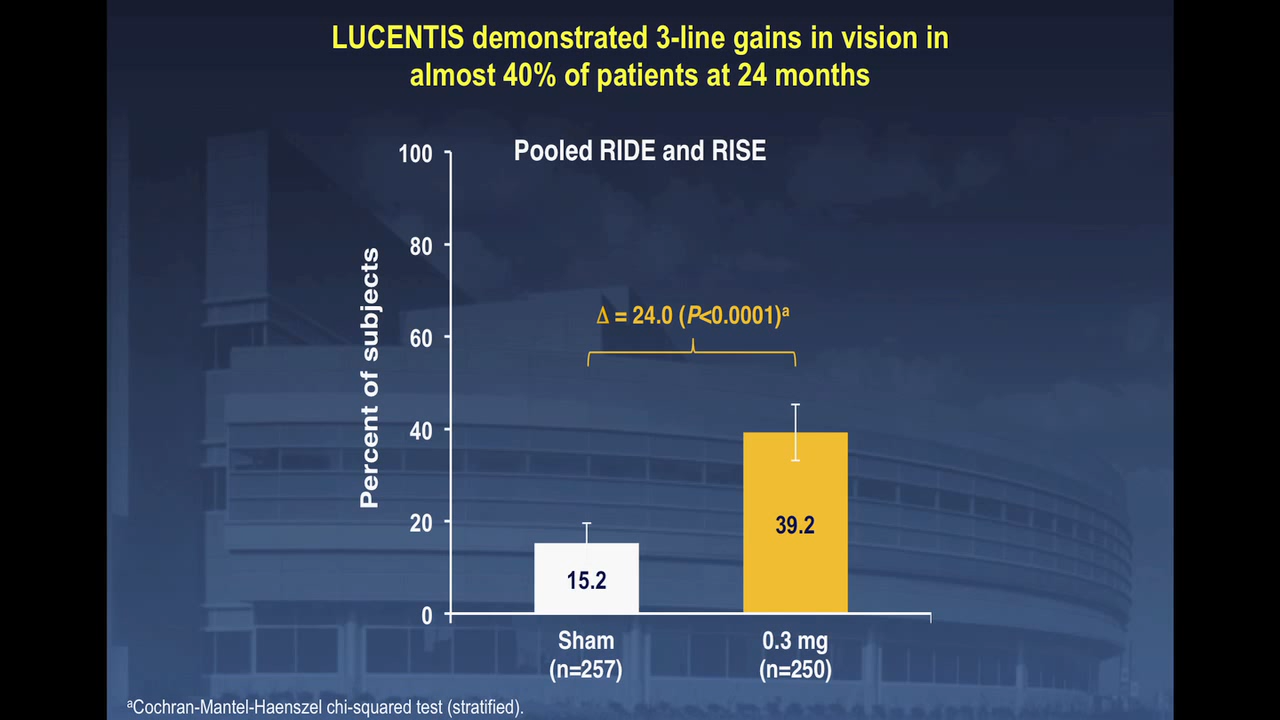 LUCENTIS demonstrated 3-line gains in vision in
almost 40% of patients at 24 months
Pooled RIDE and RISE
Percent of subjects
100
80
60
40
20
0
Δ = 24.0 (P<0.0001)ᵃ
15.2
39.2
Sham
(n=257)
0.3 mg
(n=250)
ᵃCochran-Mantel-Haenszel chi-squared test (stratified).